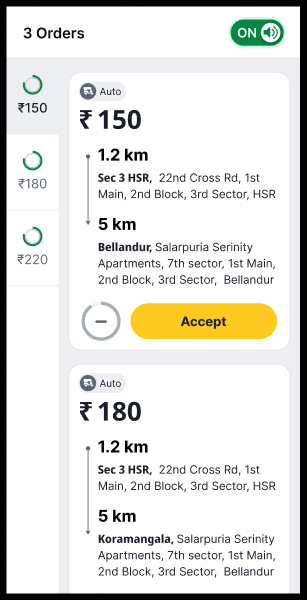 3 Orders
ON
₹150
₹180
₹220
Auto
₹ 150
1.2 km
Sec 3 HSR, 22nd Cross Rd, 1st
Main, 2nd Block, 3rd Sector, HSR
5 km
Bellandur, Salarpuria Serinity
Apartments, 7th sector, 1st Main,
2nd Block, 3rd Sector, Bellandur
Accept
Auto
₹ 180
1.2 km
Sec 3 HSR, 22nd Cross Rd, 1st
Main, 2nd Block, 3rd Sector, HSR
5 km
Koramangala, Salarpuria Serinity
Apartments, 7th sector, 1st Main,
2nd Block, 3rd Sector, Bellandur